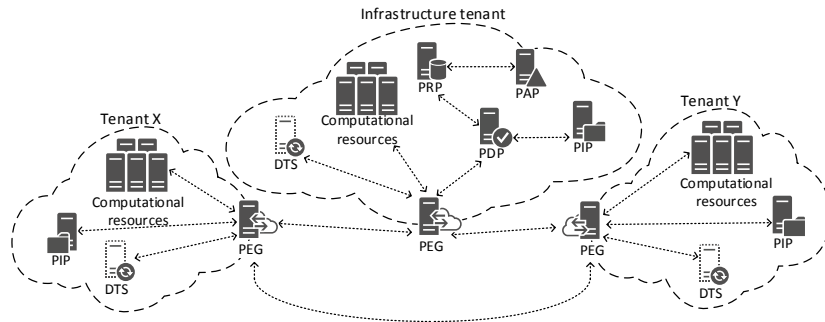 Infrastructure tenant
PRP
PAP
Computational
resources
DTS
PDP
PIP
PEG
Tenant X
Computational
resources
PIP
DTS
PEG
Tenant Y
Computational
resources
PIP
DTS
PEG